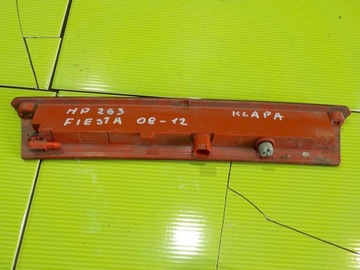 HP 263 KLAPA
FIESTA 08-12